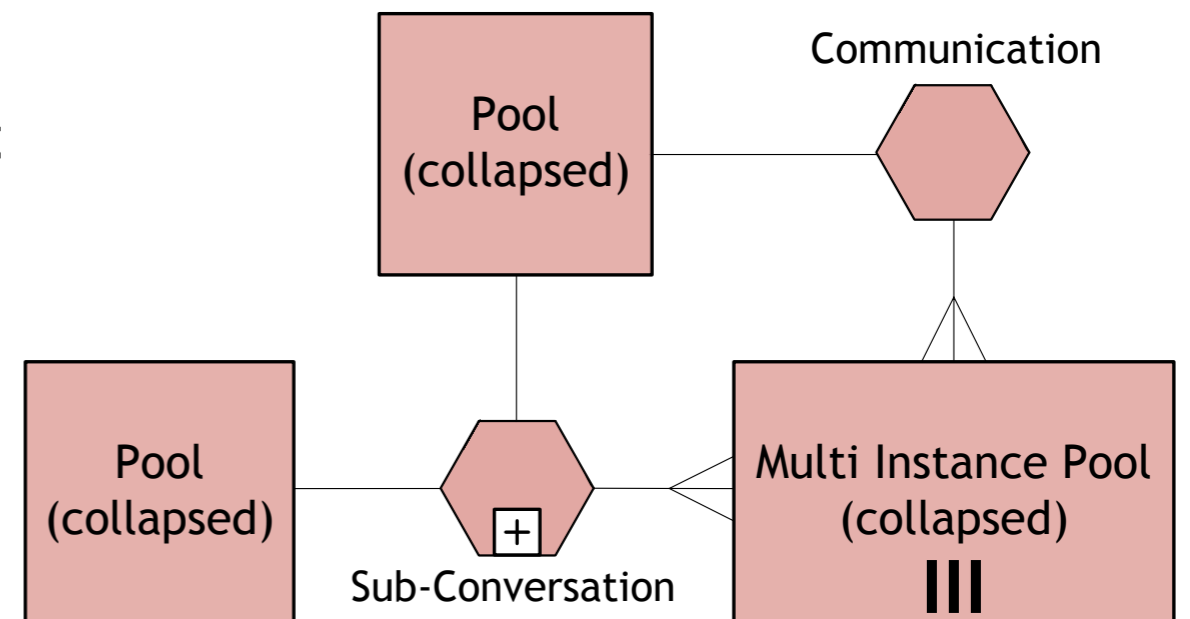 Communication
Pool
(collapsed)
Pool
(collapsed)
+
Sub-Conversation
Multi Instance Pool
(collapsed)